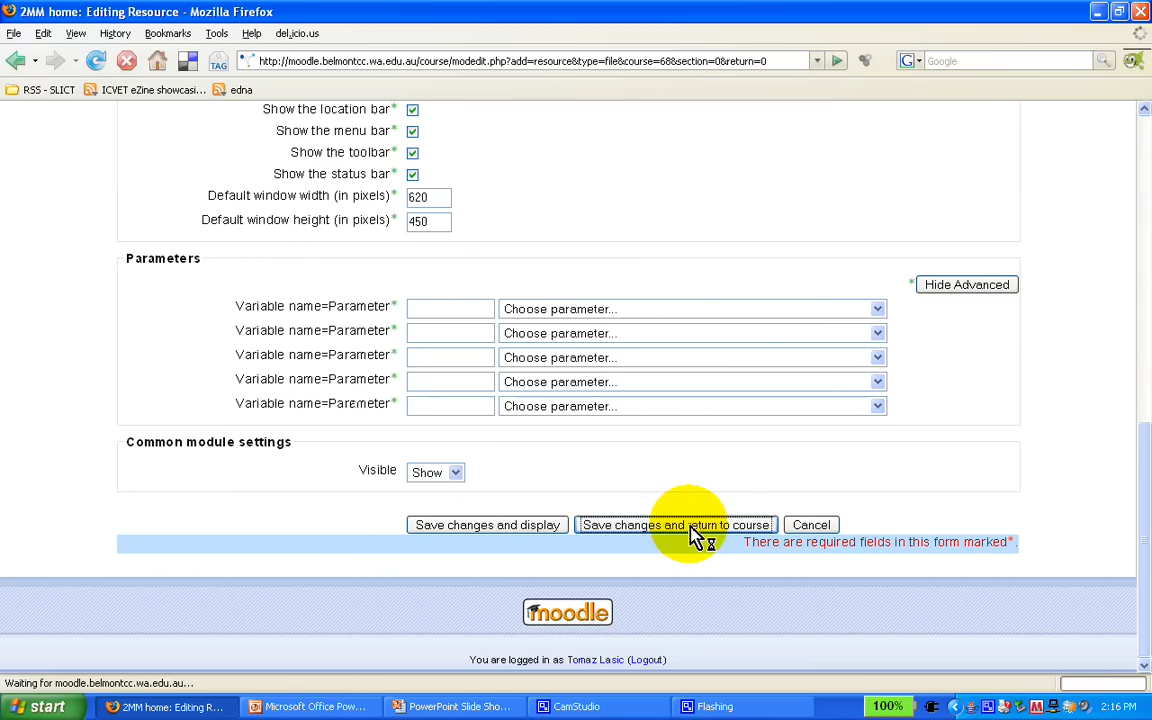 2MM home: Editing Resource - Mozilla Firefox
File Edit View History Bookmarks Tools Help del.icio.us
TAG http://moodle.belmontcc.wa.edu.au/course/modedit.php?add=resource&type=file&course=68&section=0&return=0 G Google
RSS - SLICT ICVET eZine showcasi... edna
Show the location bar*
Show the menu bar*
Show the toolbar*
Show the status bar*
Default window width (in pixels)* 620
Default window height (in pixels)* 450
Parameters
* Hide Advanced
Variable name=Parameter* Choose parameter...
Variable name=Parameter* Choose parameter...
Variable name=Parameter* Choose parameter...
Variable name=Parameter* Choose parameter...
Variable name=Parameter* Choose parameter...
Common module settings
Visible Show
Save changes and display Save changes and return to course Cancel
There are required fields in this form marked*.
moodle
You are logged in as Tomaz Lasic (Logout)
Waiting for moodle.belmontcc.wa.edu.au...
start 2MM home: Editing R... Microsoft Office Pow... PowerPoint Slide Sho... CamStudio Flashing 100% 2:16 PM